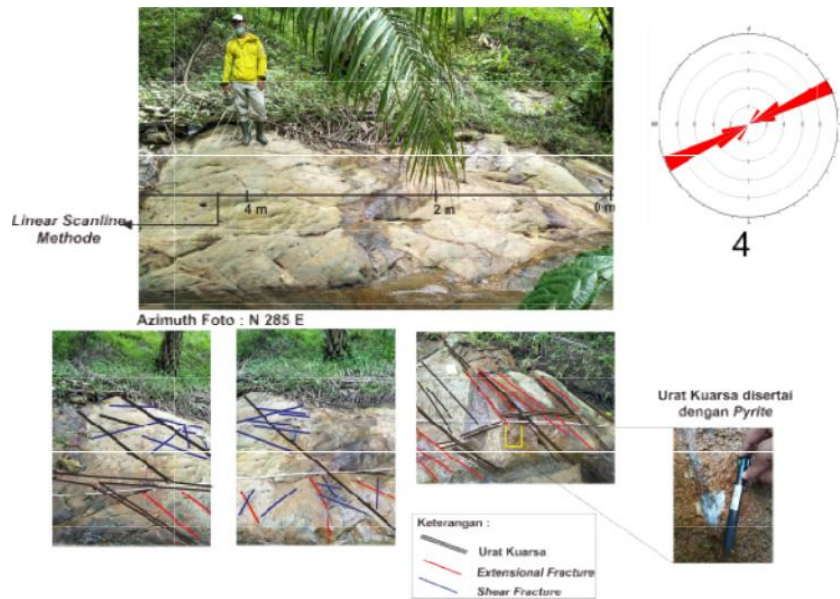 4 m
2 m
0 m
Linear Scanline
Methode
4
Azimuth Foto : N 285 E
Urat Kuarsa disertai
dengan Pyrite
Keterangan :
Urat Kuarsa
Extensional Fracture
Shear Fracture